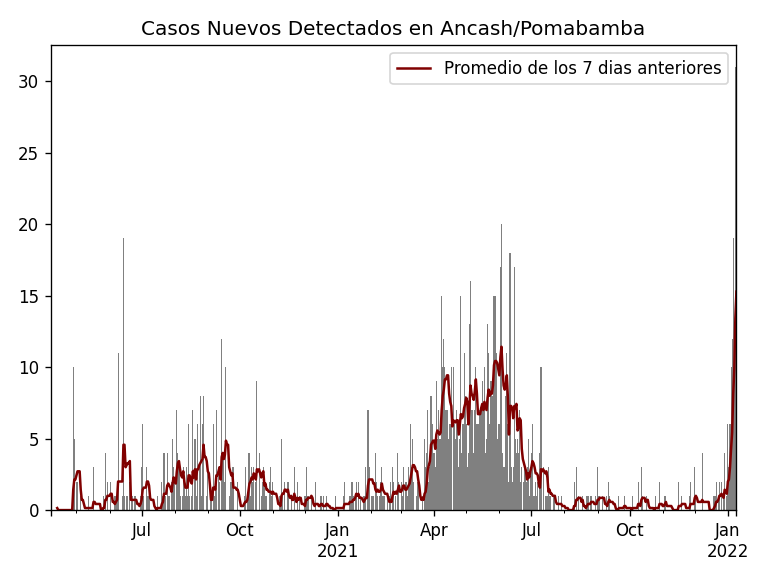 Casos Nuevos Detectados en Ancash/Pomabamba
Promedio de los 7 dias anteriores
30
25
20
15
10
5
0
Jul
Oct
Jan
2021
Apr
Jul
Oct
Jan
2022